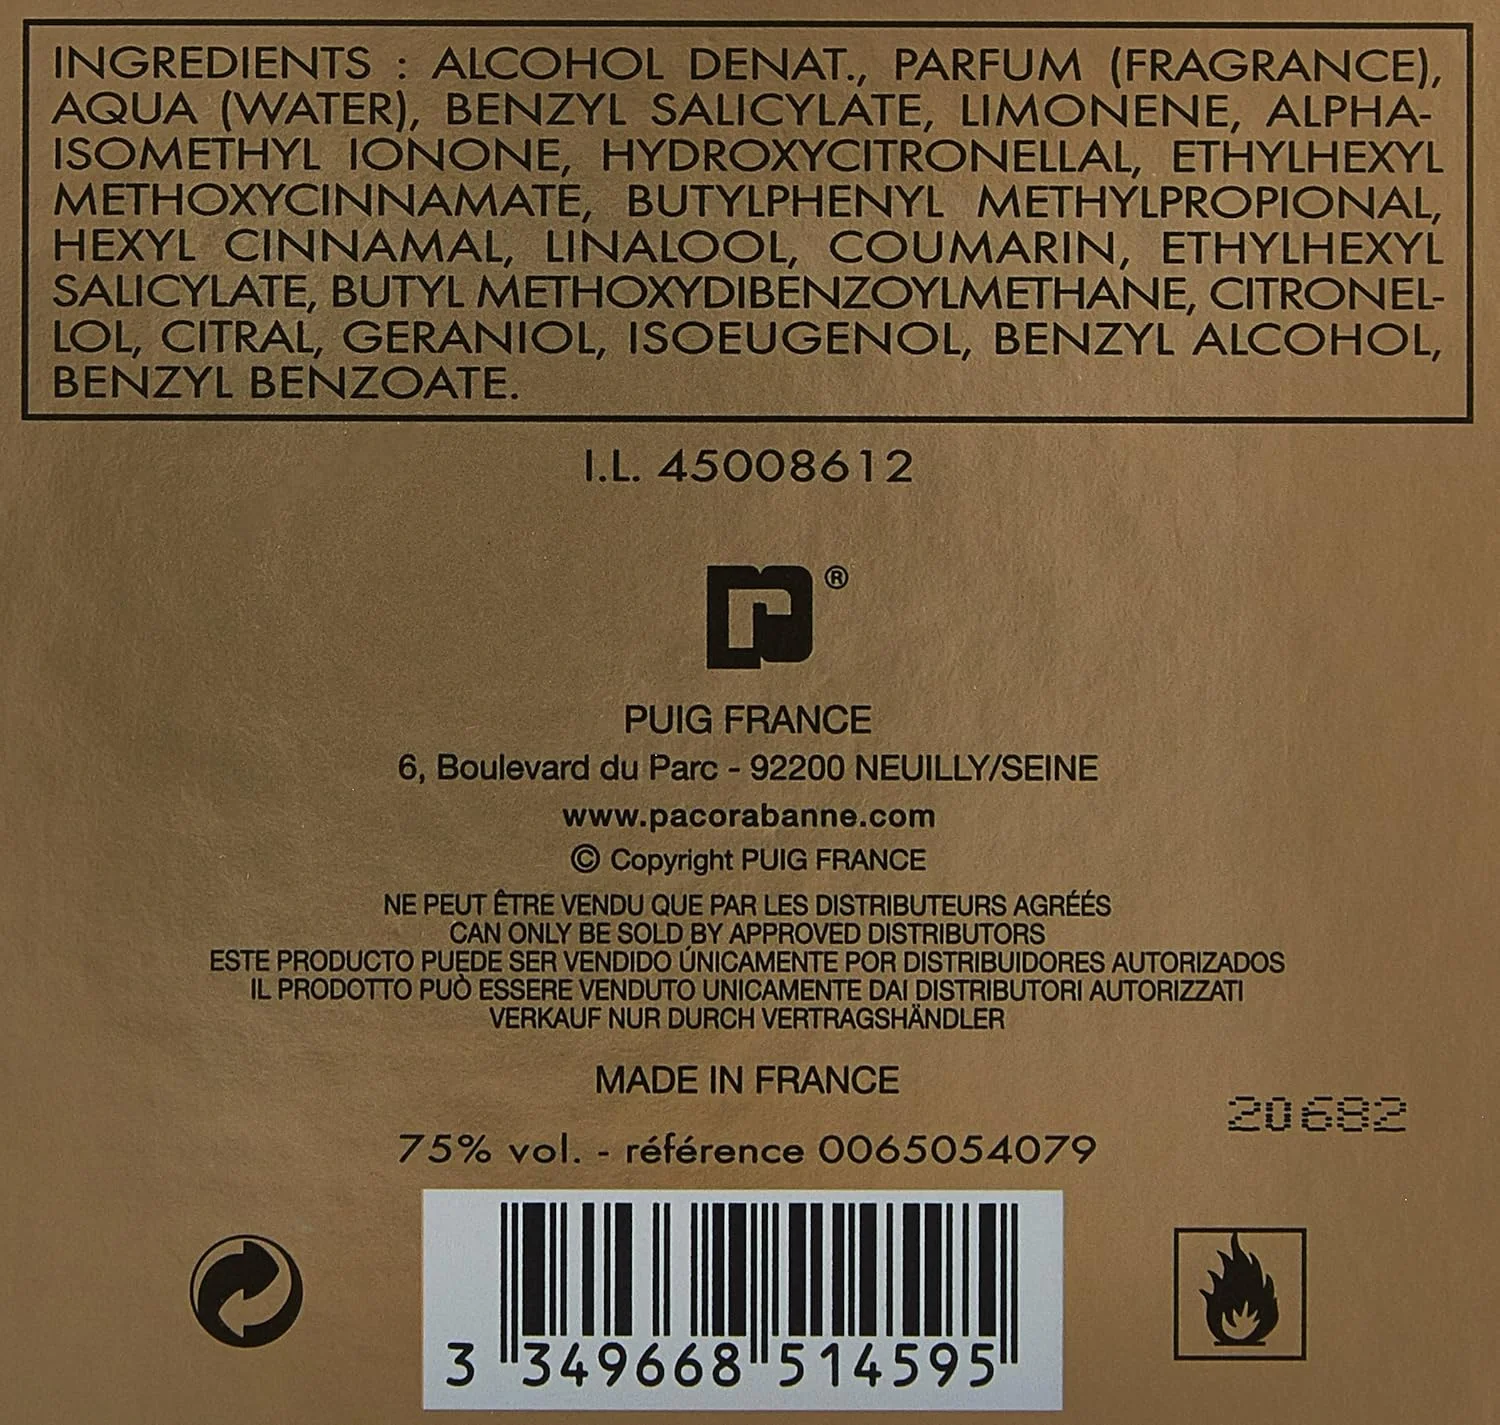 INGREDIENTS : ALCOHOL DENAT., PARFUM (FRAGRANCE),
AQUA (WATER), BENZYL SALICYLATE, LIMONENE, ALPHA-
ISOMETHYL IONONE, HYDROXYCITRONELLAL, ETHYLHEXYL
METHOXYCINNAMATE, BUTYLPHENYL METHYLPROPIONAL,
HEXYL CINNAMAL, LINALOOL, COUMARIN, ETHYLHEXYL
SALICYLATE, BUTYL METHOXYDIBENZOYLMETHANE, CITRONEL-
LOL, CITRAL, GERANIOL, ISOEUGENOL, BENZYL ALCOHOL,
BENZYL BENZOATE.
I.L. 45008612
®
PUIG FRANCE
6, Boulevard du Parc - 92200 NEUILLY/SEINE
www.pacorabanne.com
© Copyright PUIG FRANCE
NE PEUT ÊTRE VENDU QUE PAR LES DISTRIBUTEURS AGRÉÉS
CAN ONLY BE SOLD BY APPROVED DISTRIBUTORS
ESTE PRODUCTO PUEDE SER VENDIDO ÚNICAMENTE POR DISTRIBUIDORES AUTORIZADOS
IL PRODOTTO PUÒ ESSERE VENDUTO UNICAMENTE DAI DISTRIBUTORI AUTORIZZATI
VERKAUF NUR DURCH VERTRAGSHÄNDLER
MADE IN FRANCE
20682
75% vol. - référence 0065054079
3 349668 514595